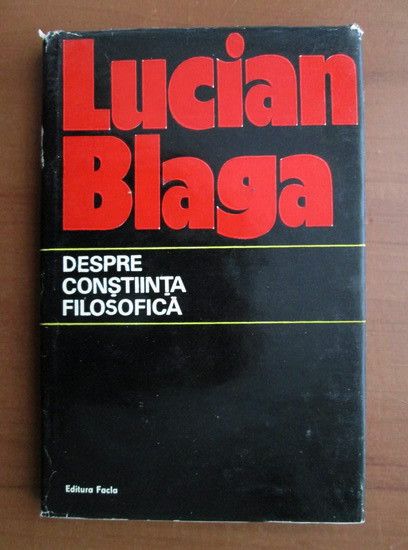 Lucian
Blaga
DESPRE
CONȘTIINȚA
FILOSOFICĂ
Editura Facla